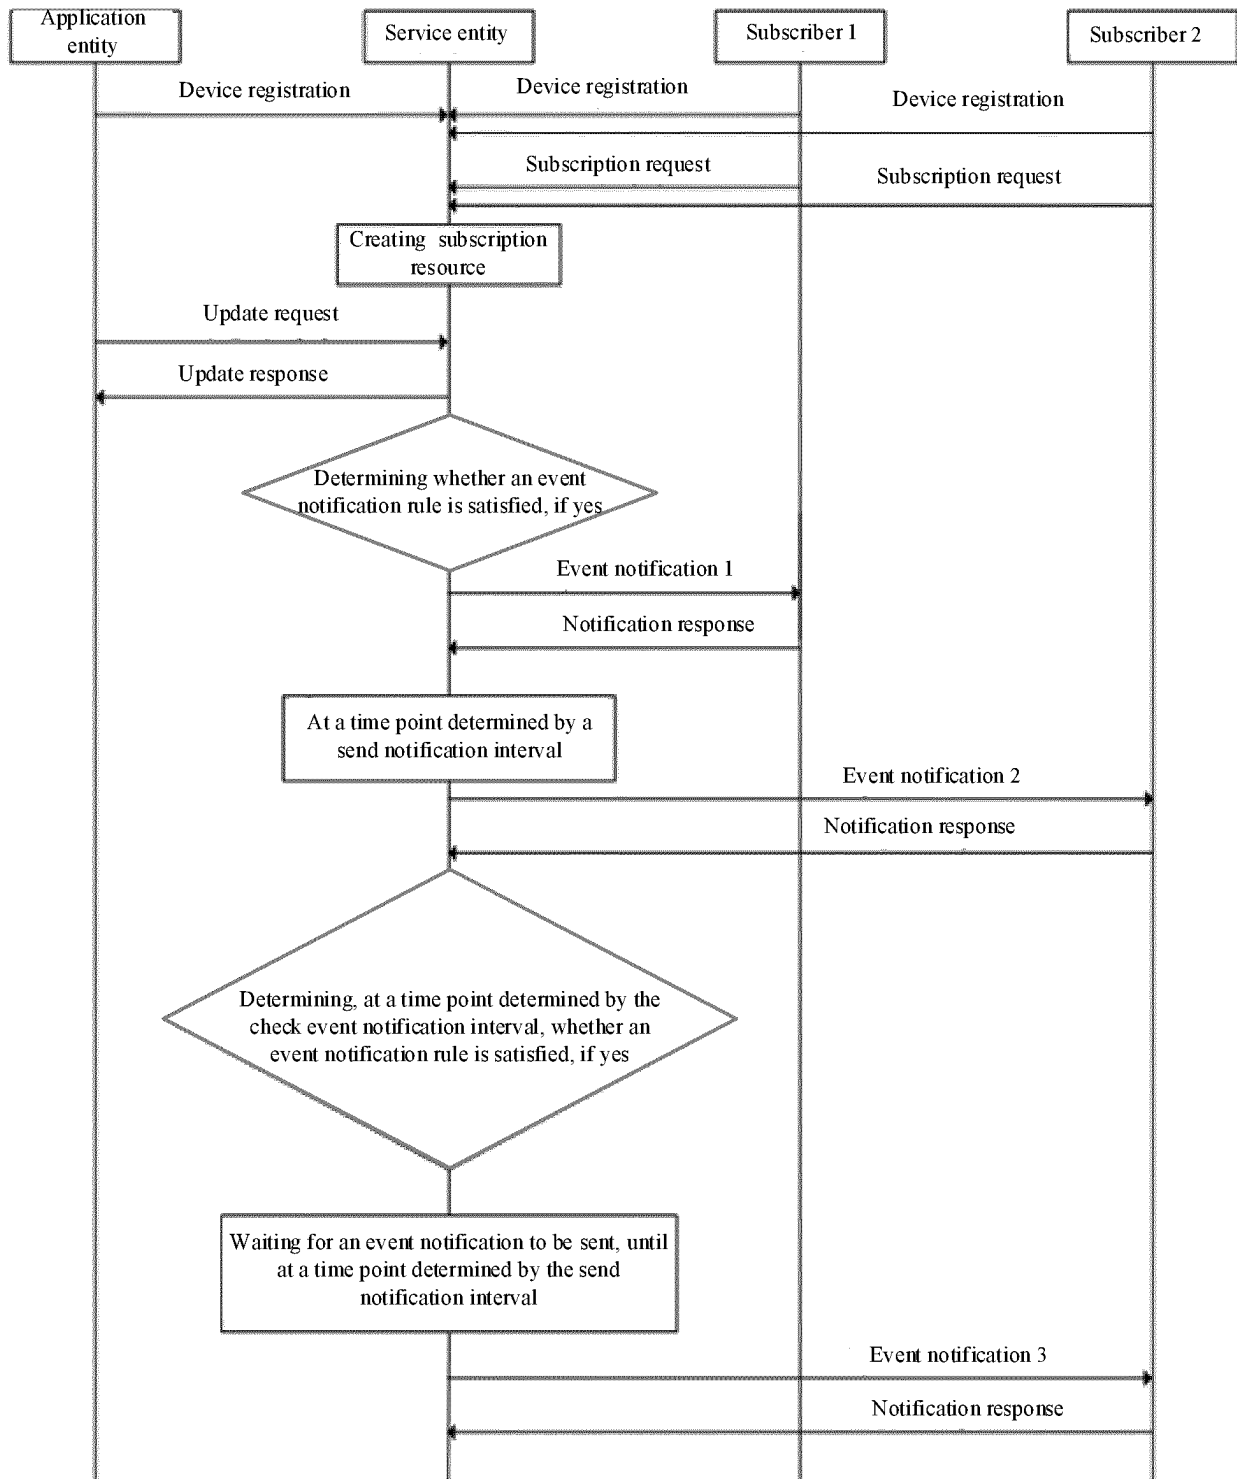 Application
entity
Service entity
Subscriber 1
Subscriber 2
Device registration
Device registration
Device registration
Subscription request
Subscription request
Creating subscription
resource
Update request
Update response
Determining whether an event
notification rule is satisfied, if yes
Event notification 1
Notification response
At a time point determined by a
send notification interval
Event notification 2
Notification response
Determining, at a time point determined by the
check event notification interval, whether an
event notification rule is satisfied, if yes
Waiting for an event notification to be sent, until
at a time point determined by the send
notification interval
Event notification 3
Notification response